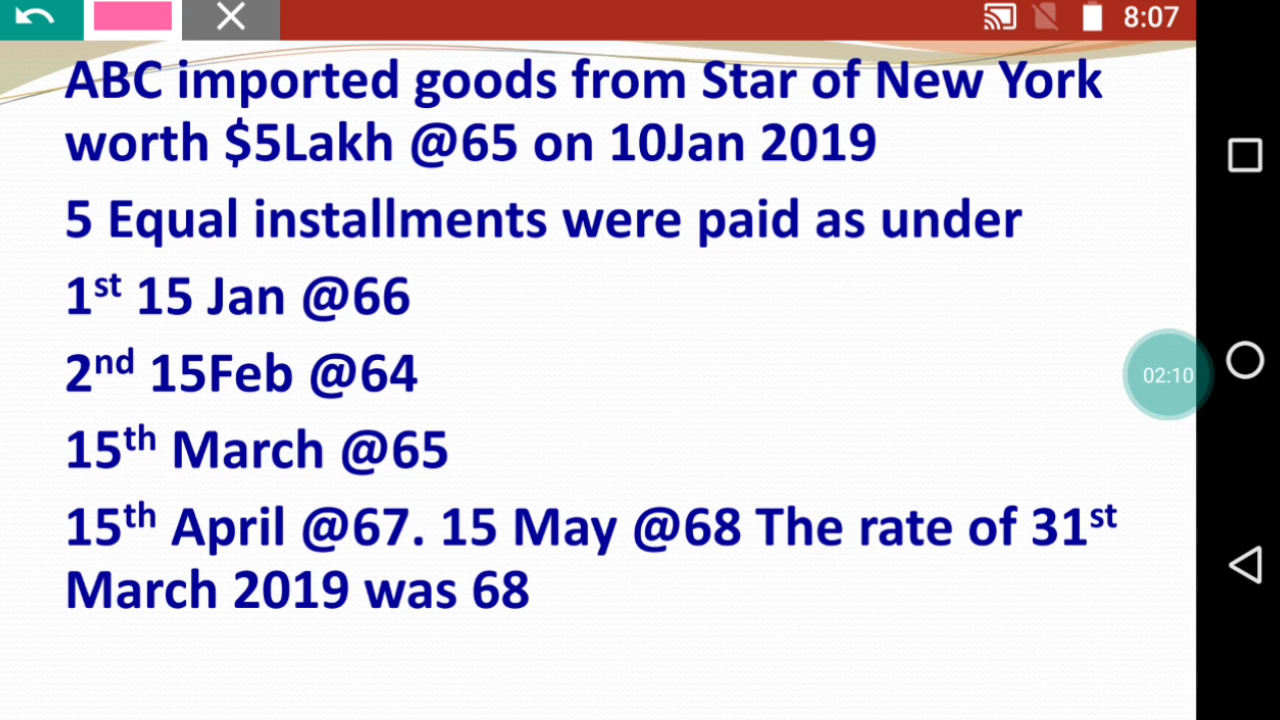 8:07
ABC imported goods from Star of New York
worth $5Lakh @65 on 10Jan 2019
5 Equal installments were paid as under
1st 15 Jan @66
2nd 15Feb @64
02:10
15th March @65
15th April @67. 15 May @68 The rate of 31st
March 2019 was 68